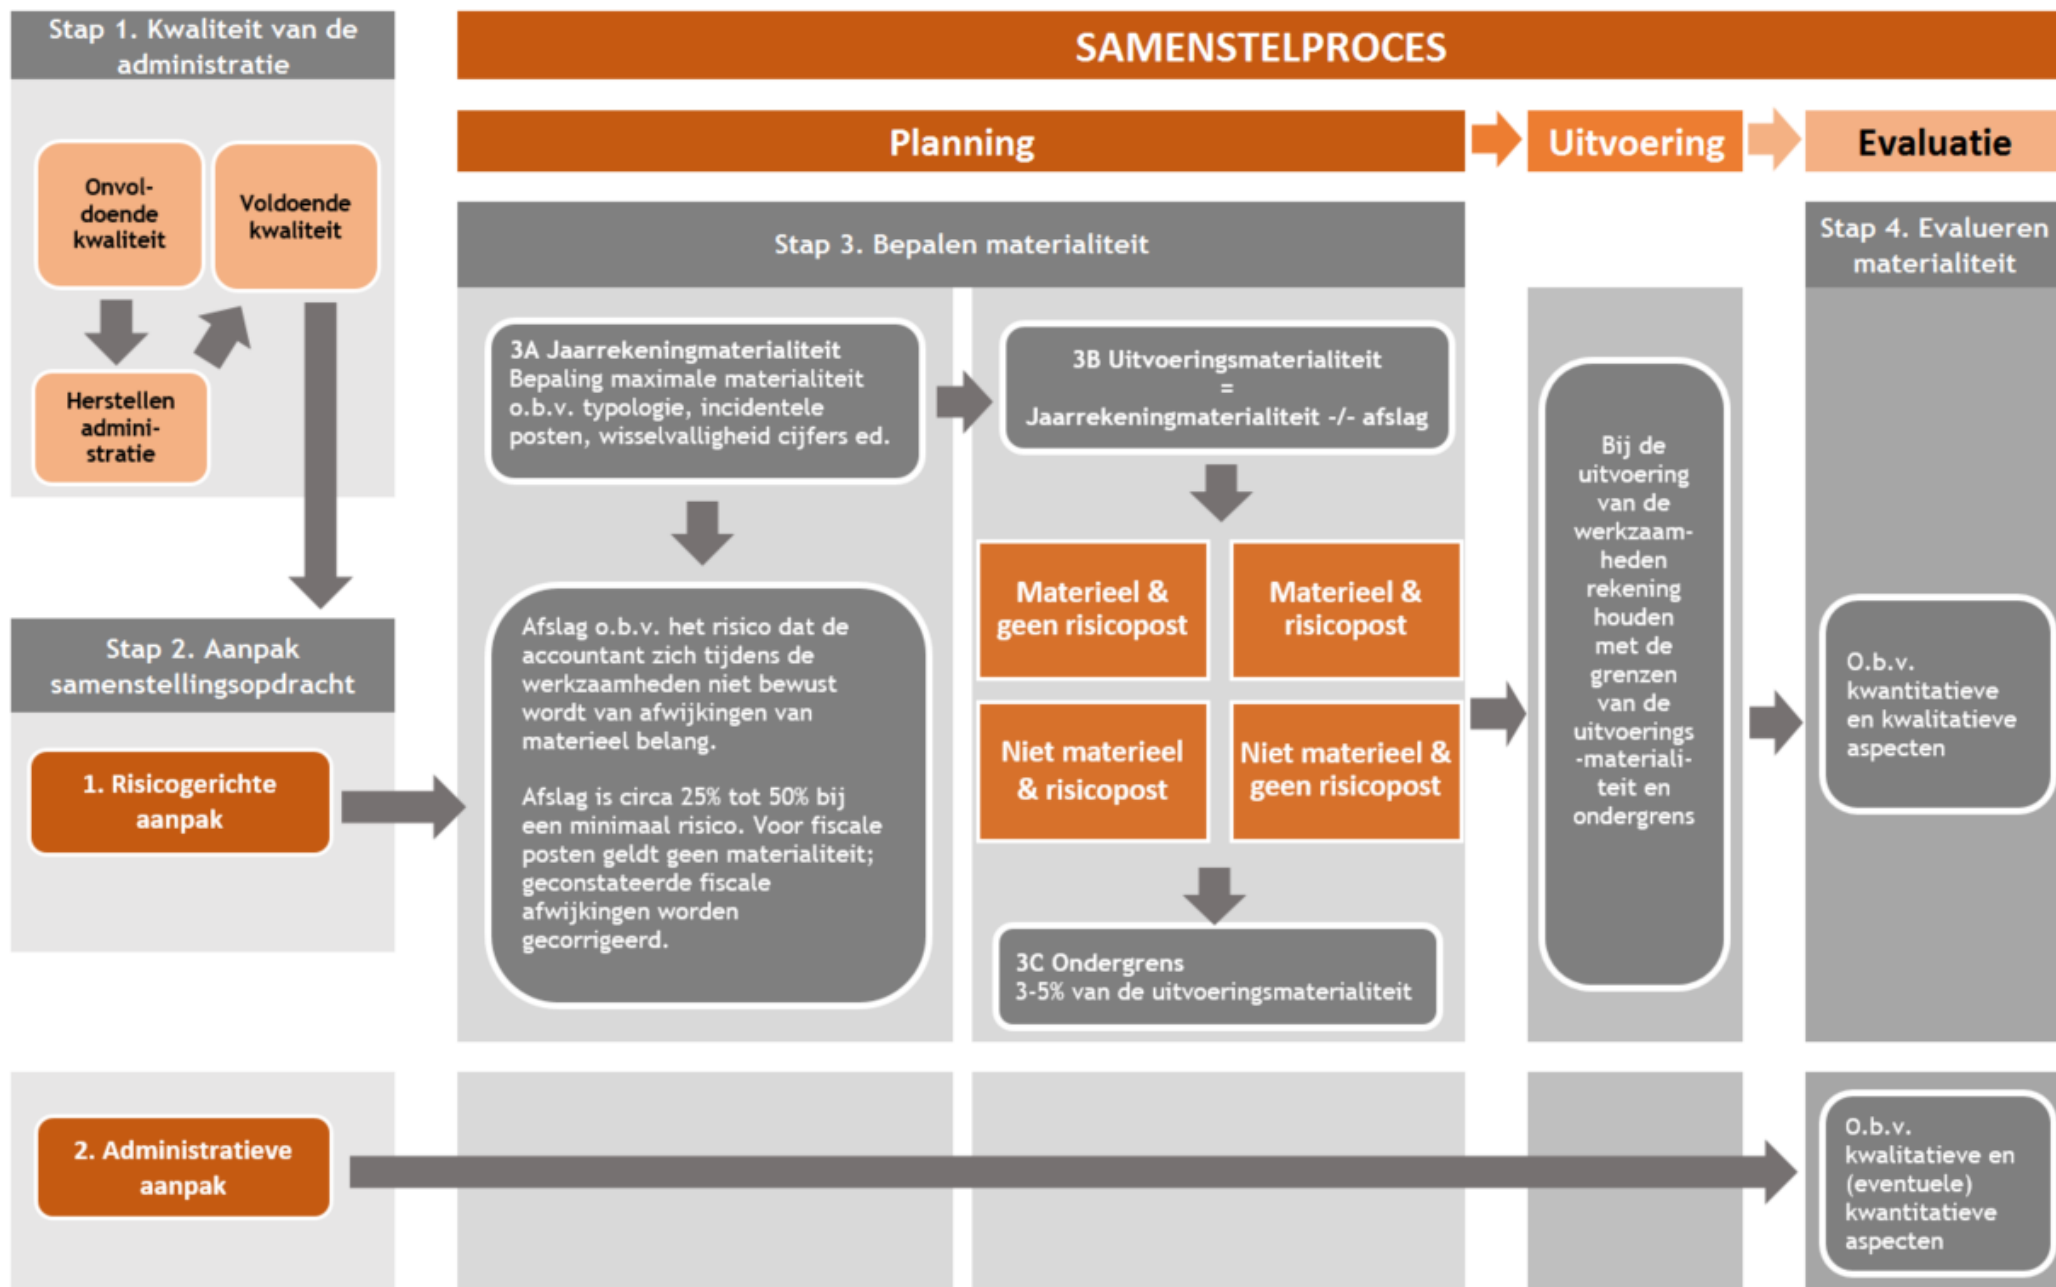 Stap 1. Kwaliteit van de
administratie
Onvol-
doende
kwaliteit
Voldoende
kwaliteit
Herstellen
admini-
stratie
Stap 2. Aanpak
samenstellingsopdracht
1. Risicogerichte
aanpak
2. Administratieve
aanpak
SAMENSTELPROCES
Planning
Uitvoering
Evaluatie
Stap 3. Bepalen materialiteit
3A Jaarrekeningmaterialiteit
Bepaling maximale materialiteit
o.b.v. typologie, incidentele
posten, wisselvalligheid cijfers ed.
Afslag o.b.v. het risico dat de
accountant zich tijdens de
werkzaamheden niet bewust
wordt van afwijkingen van
materieel belang.
Afslag is circa 25% tot 50% bij
een minimaal risico. Voor fiscale
posten geldt geen materialiteit;
geconstateerde fiscale
afwijkingen worden
gecorrigeerd.
3B Uitvoeringsmaterialiteit
=
Jaarrekeningmaterialiteit -/- afslag
Materieel &
geen risicopost
Materieel &
risicopost
Niet materieel
& risicopost
Niet materieel &
geen risicopost
3C Ondergrens
3-5% van de uitvoeringsmaterialiteit
Bij de
uitvoering
van de
werkzaam-
heden
rekening
houden
met de
grenzen
van de
uitvoerings
-materiali-
teit en
ondergrens
Stap 4. Evalueren
materialiteit
O.b.v.
kwantitatieve
en kwalitatieve
aspecten
O.b.v.
kwalitatieve en
(eventuele)
kwantitatieve
aspecten